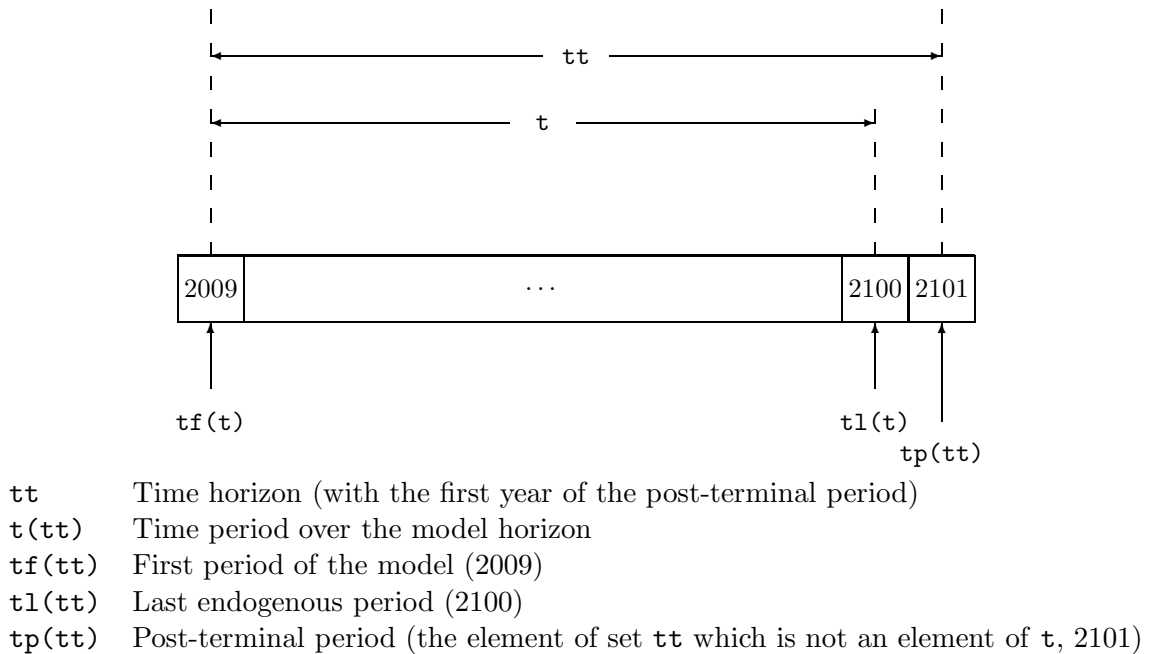 tt
t
2009 ... 2100 2101
tf(t) tl(t)
tp(tt)
tt Time horizon (with the first year of the post-terminal period)
t(tt) Time period over the model horizon
tf(tt) First period of the model (2009)
tl(tt) Last endogenous period (2100)
tp(tt) Post-terminal period (the element of set tt which is not an element of t, 2101)